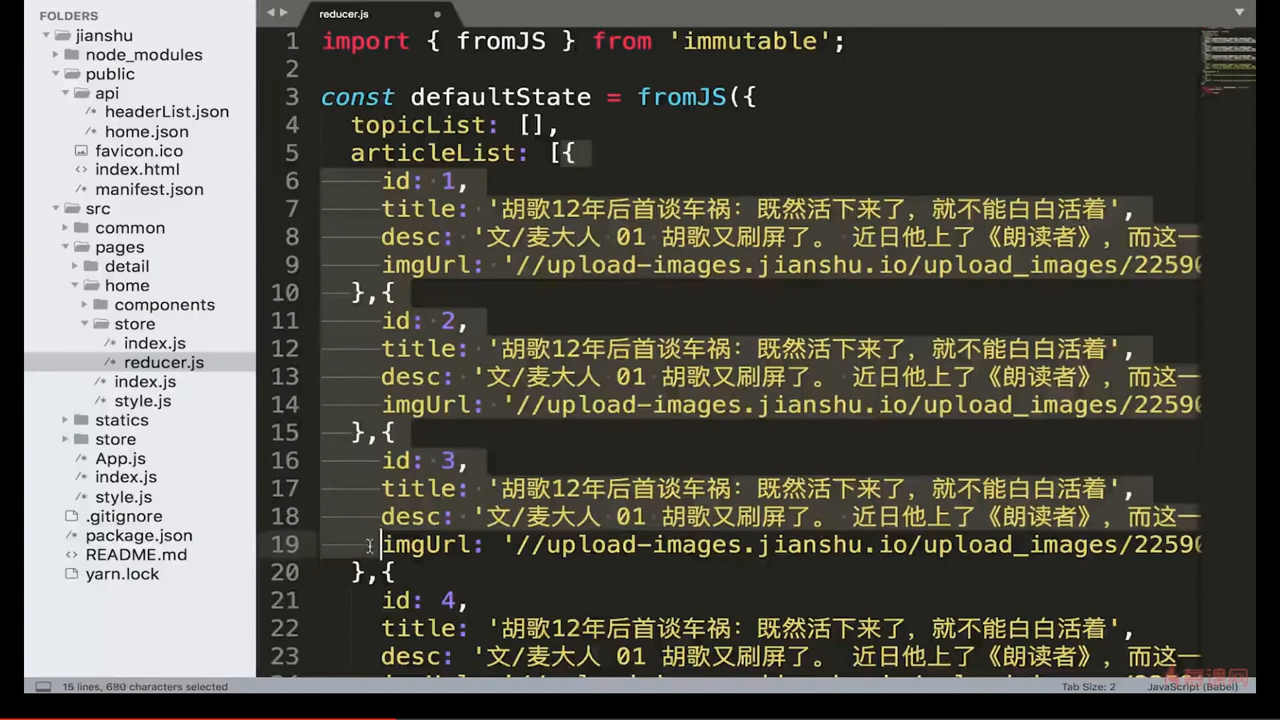 FOLDERS
jianshu
node_modules
public
api
headerList.json
home.json
favicon.ico
index.html
manifest.json
src
common
pages
detail
home
components
store
index.js
reducer.js
index.js
style.js
statics
store
App.js
index.js
style.js
.gitignore
package.json
README.md
yarn.lock
reducer.js
1 import { fromJS } from 'immutable';
2
3 const defaultState = fromJS({
4 topicList: [],
5 articleList: [{
6 id: 1,
7 title: '胡歌12年后首谈车祸：既然活下来了，就不能白白活着',
8 desc: '文/麦大人 01 胡歌又刷屏了。 近日他上了《朗读者》，而这一
9 imgUrl: '//upload-images.jianshu.io/upload_images/2259
10 },{
11 id: 2,
12 title: '胡歌12年后首谈车祸：既然活下来了，就不能白白活着',
13 desc: '文/麦大人 01 胡歌又刷屏了。 近日他上了《朗读者》，而这一
14 imgUrl: '//upload-images.jianshu.io/upload_images/2259
15 },{
16 id: 3,
17 title: '胡歌12年后首谈车祸：既然活下来了，就不能白白活着',
18 desc: '文/麦大人 01 胡歌又刷屏了。 近日他上了《朗读者》，而这一
19 imgUrl: '//upload-images.jianshu.io/upload_images/2259
20 },{
21 id: 4,
22 title: '胡歌12年后首谈车祸：既然活下来了，就不能白白活着',
23 desc: '文/麦大人 01 胡歌又刷屏了。 近日他上了《朗读者》，而这一
15 lines, 680 characters selected
Tab Size: 2
JavaScript (Babel)